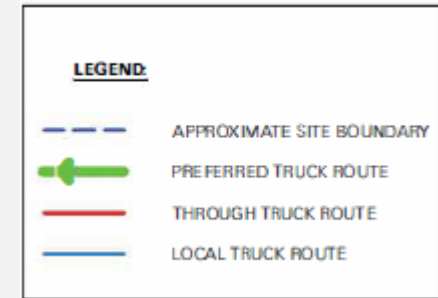 LEGEND:
APPROXIMATE SITE BOUNDARY
PREFERRED TRUCK ROUTE
THROUGH TRUCK ROUTE
LOCAL TRUCK ROUTE